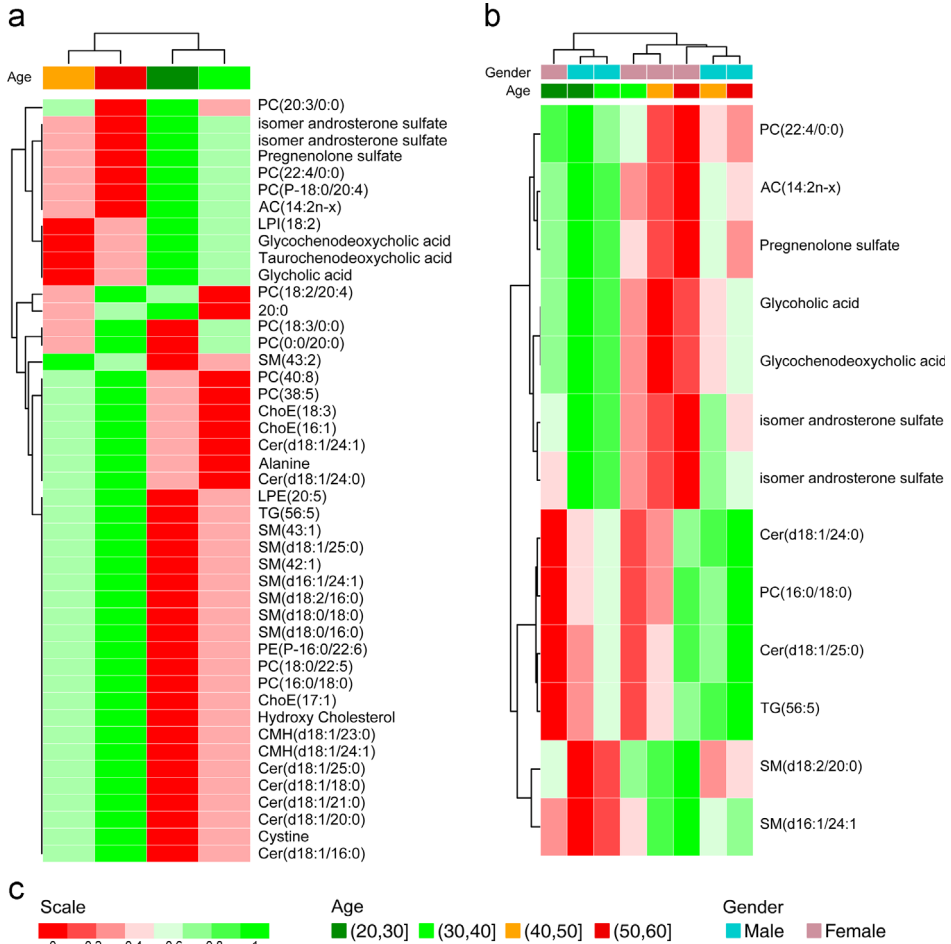 a
Age
PC(20:3/0:0)
isomer androsterone sulfate
isomer androsterone sulfate
Pregnenolone sulfate
PC(22:4/0:0)
PC(P-18:0/20:4)
AC(14:2n-x)
LPI(18:2)
Glycochenodeoxycholic acid
Taurochenodeoxycholic acid
Glycholic acid
PC(18:2/20:4)
20:0
PC(18:3/0:0)
PC(0:0/20:0)
SM(43:2)
PC(40:8)
PC(38:5)
ChoE(18:3)
ChoE(16:1)
Cer(d18:1/24:1)
Alanine
Cer(d18:1/24:0)
LPE(20:5)
TG(56:5)
SM(43:1)
SM(d18:1/25:0)
SM(42:1)
SM(d16:1/24:1)
SM(d18:2/16:0)
SM(d18:0/18:0)
SM(d18:0/16:0)
PE(P-16:0/22:6)
PC(18:0/22:5)
PC(16:0/18:0)
ChoE(17:1)
Hydroxy Cholesterol
CMH(d18:1/23:0)
CMH(d18:1/24:1)
Cer(d18:1/25:0)
Cer(d18:1/18:0)
Cer(d18:1/21:0)
Cer(d18:1/20:0)
Cystine
Cer(d18:1/16:0)
b
Gender
Age
PC(22:4/0:0)
AC(14:2n-x)
Pregnenolone sulfate
Glycoholic acid
Glycochenodeoxycholic acid
isomer androsterone sulfate
isomer androsterone sulfate
Cer(d18:1/24:0)
PC(16:0/18:0)
Cer(d18:1/25:0)
TG(56:5)
SM(d18:2/20:0)
SM(d16:1/24:1
c
Scale
0 0.2 0.4 0.6 0.8 1
Age
(20,30] (30,40] (40,50] (50,60]
Gender
Male Female